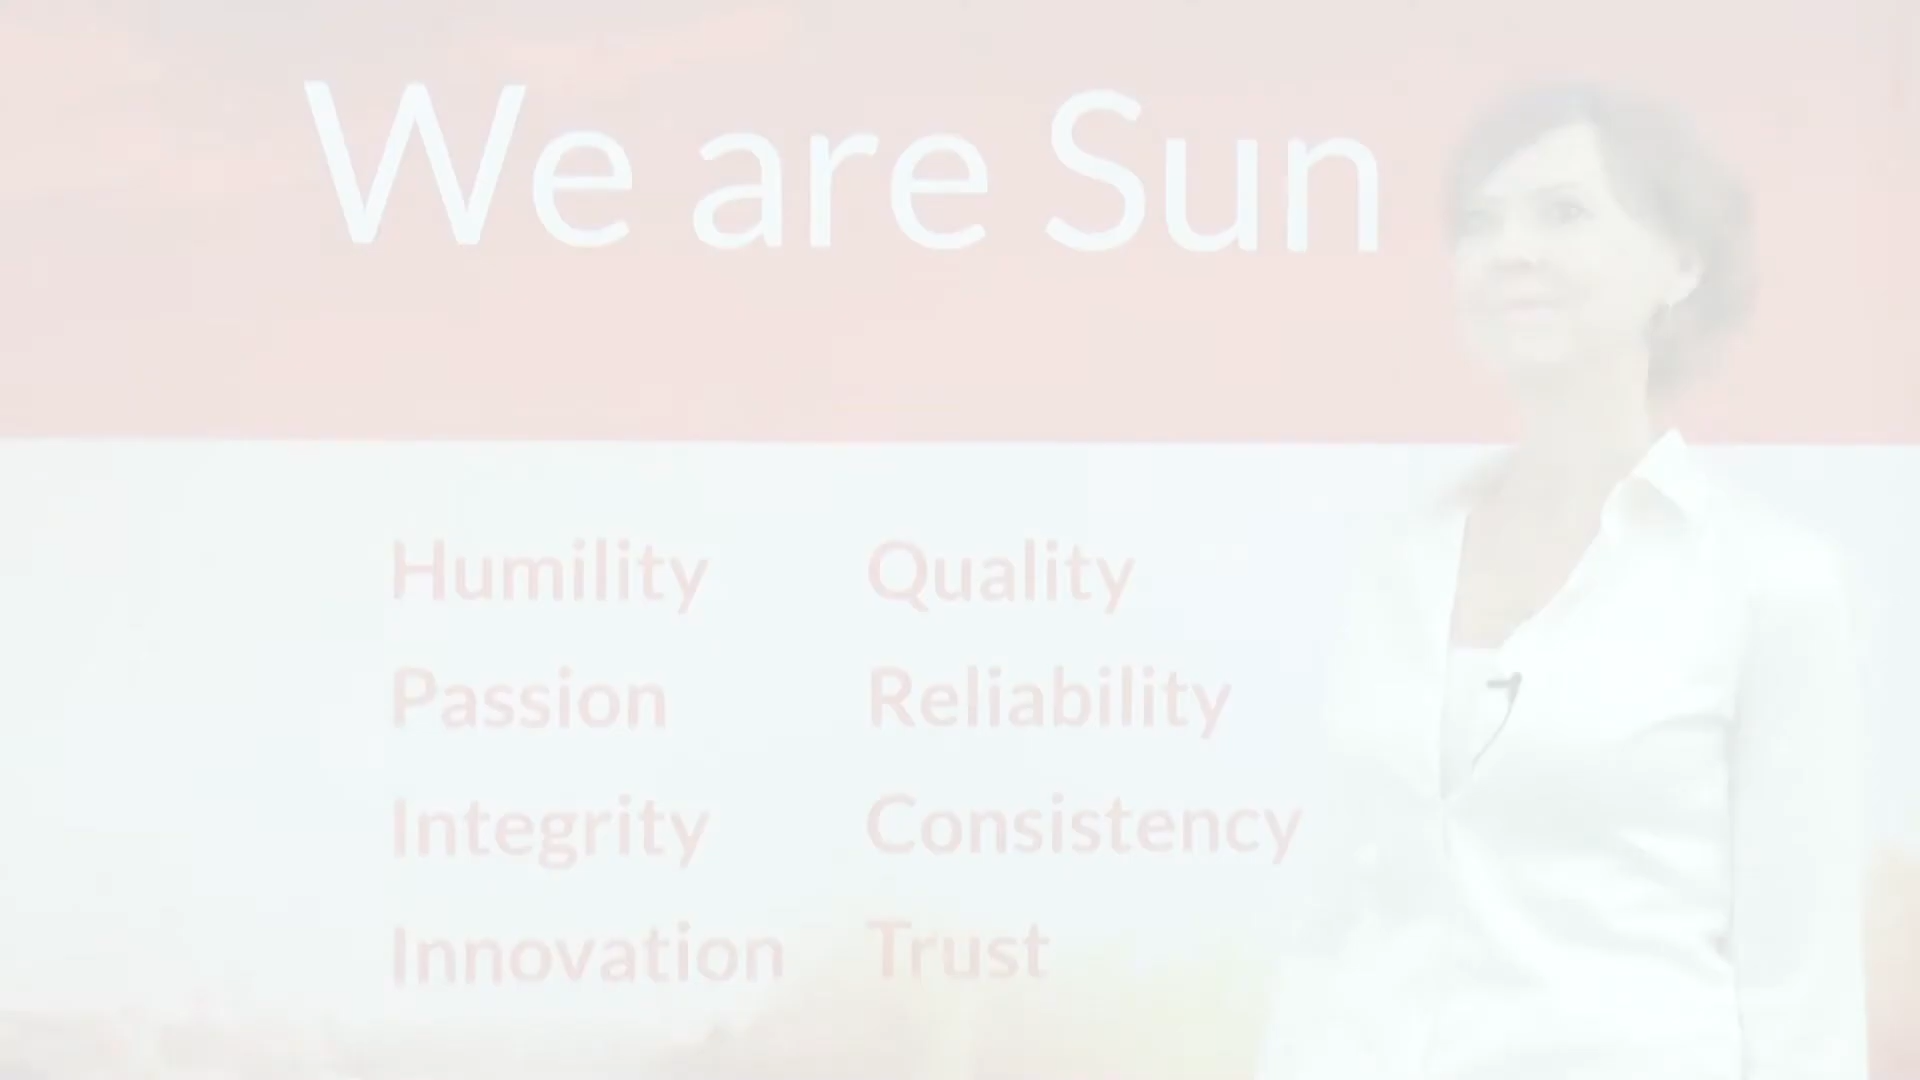 We are Sun
Humility
Passion
Integrity
Innovation
Quality
Reliability
Consistency
Trust